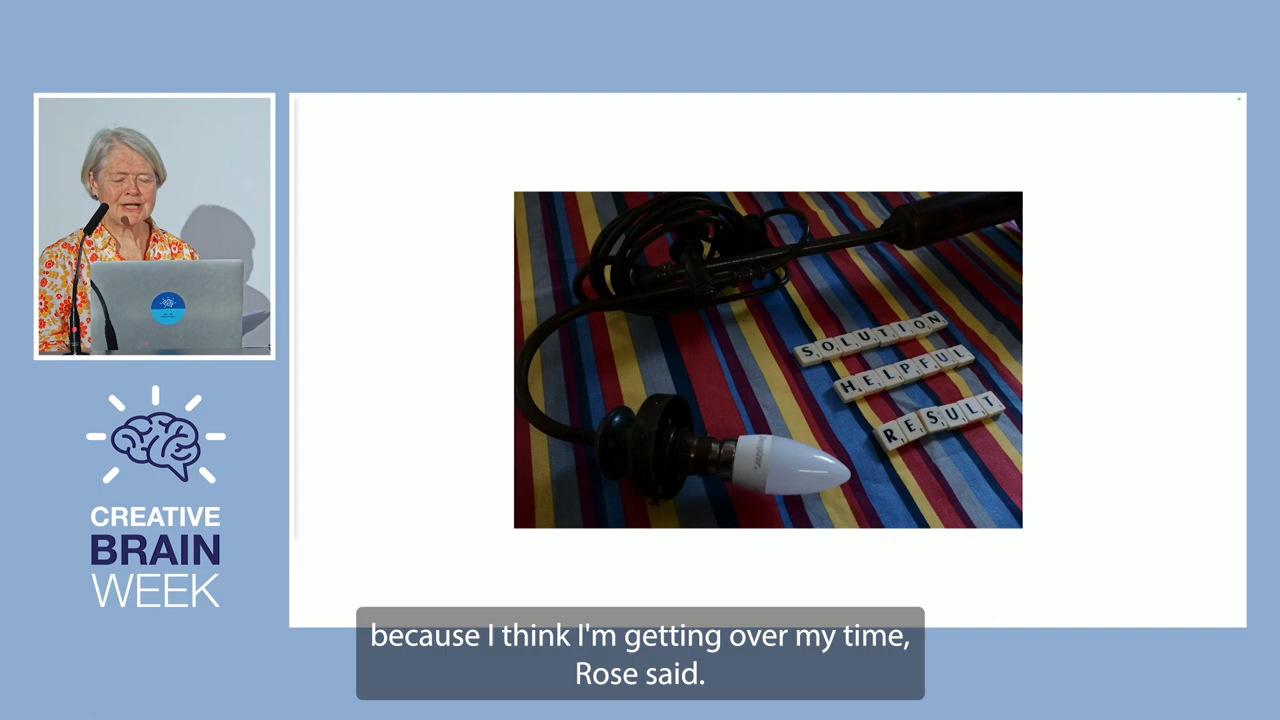 SOLUTION
HELPFUL
RESULT
CREATIVE
BRAIN
WEEK
because I think I'm getting over my time,
Rose said.